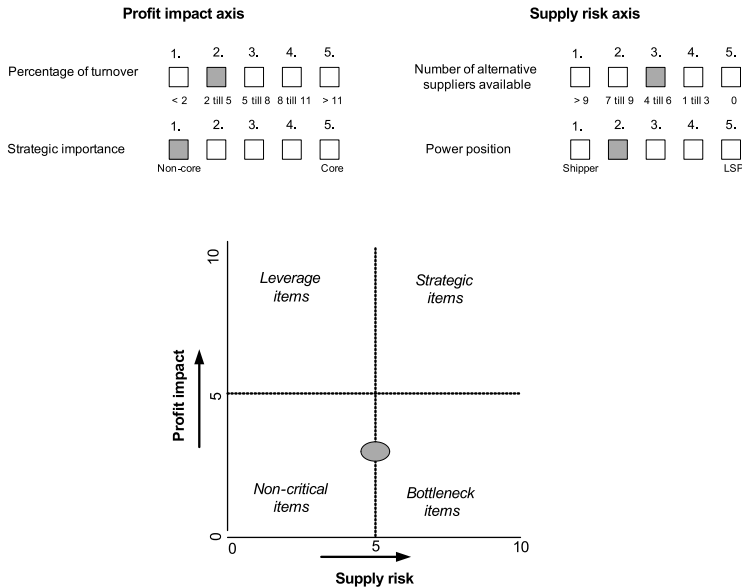 Profit impact axis
Supply risk axis
1. 2. 3. 4. 5.
1. 2. 3. 4. 5.
Percentage of turnover
Number of alternative
suppliers available
< 2 2 till 5 5 till 8 8 till 11 > 11
> 9 7 till 9 4 till 6 1 till 3 0
1. 2. 3. 4. 5.
1. 2. 3. 4. 5.
Strategic importance
Power position
Non-core Core
Shipper LSP
10
Leverage
items
Strategic
items
Profit impact
5
Non-critical
items
Bottleneck
items
0
0 5 10
Supply risk